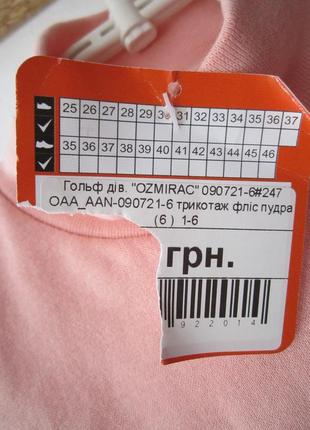 25 26 27 28 29 30 31 32 33 34 35 36 37
35 36 37 38 39 40 41 42 43 44 45 46
Гольф дів. "OZMIRAC" 090721-6#247
OAA_AAN-090721-6 трикотаж фліс пудра
(6 ) 1-6
грн.
922014